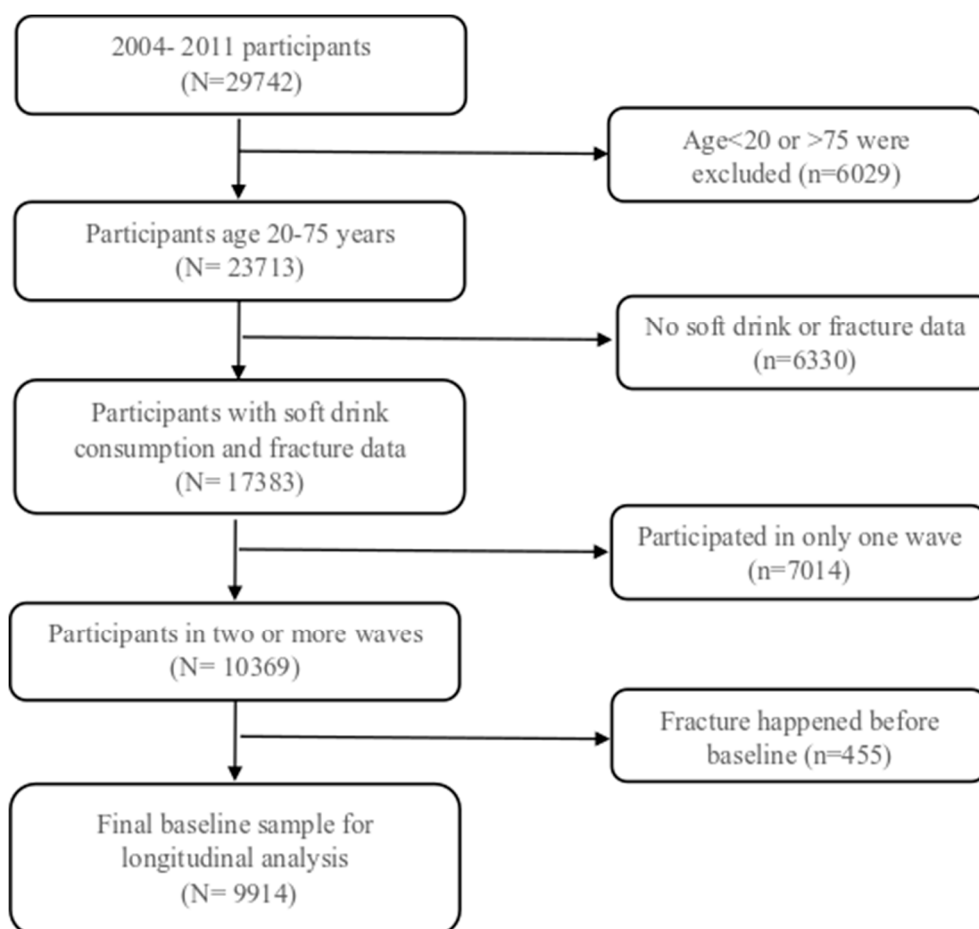 2004- 2011 participants
(N=29742)
Age<20 or >75 were
excluded (n=6029)
Participants age 20-75 years
(N= 23713)
No soft drink or fracture data
(n=6330)
Participants with soft drink
consumption and fracture data
(N= 17383)
Participated in only one wave
(n=7014)
Participants in two or more waves
(N= 10369)
Fracture happened before
baseline (n=455)
Final baseline sample for
longitudinal analysis
(N= 9914)